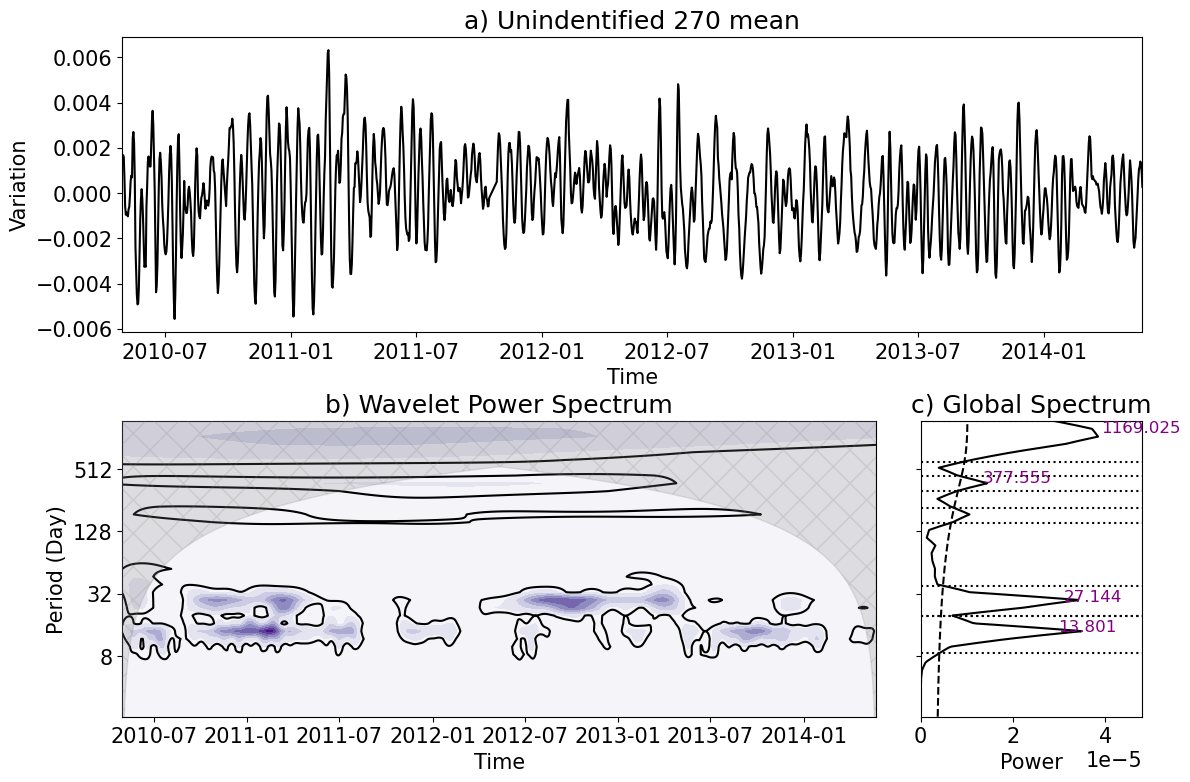 a) Unidentified 270 mean
0.006
0.004
0.002
0.000
−0.002
−0.004
−0.006
Variation
2010-07 2011-01 2011-07 2012-01 2012-07 2013-01 2013-07 2014-01
Time
b) Wavelet Power Spectrum
512
128
32
8
Period (Day)
2010-07 2011-01 2011-07 2012-01 2012-07 2013-01 2013-07 2014-01
Time
c) Global Spectrum
1169.025
377.555
27.144
13.801
0 2 4
Power 1e−5